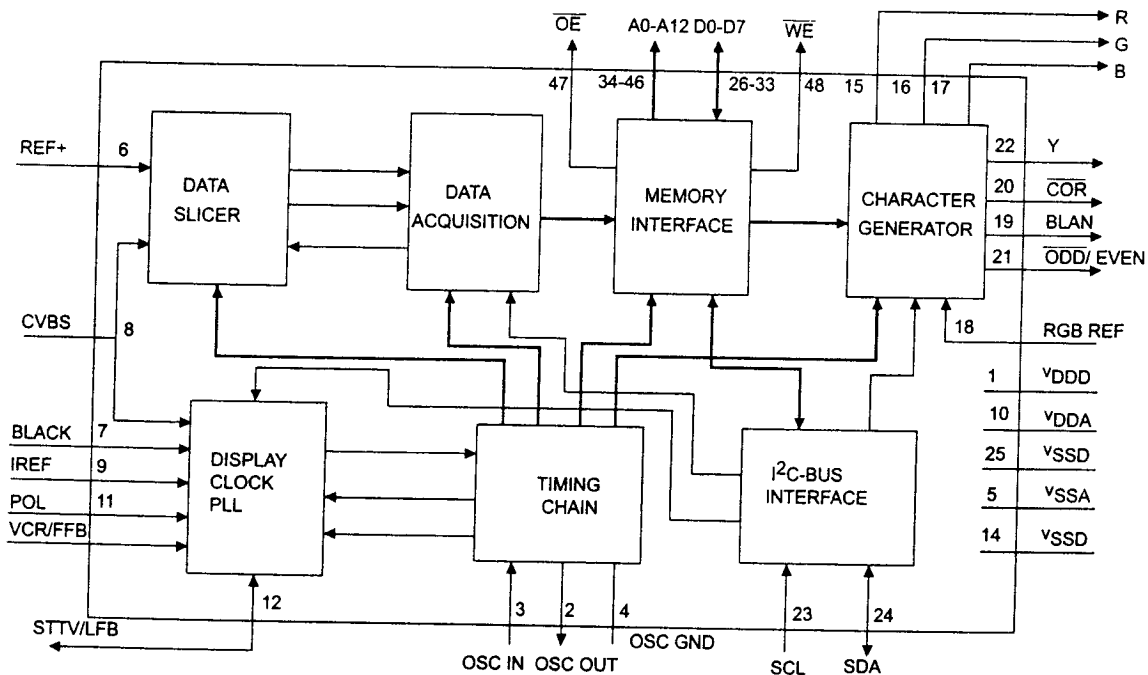 R
G
B
O̅E̅ A0-A12 D0-D7 W̅E̅
47 34-46 26-33 48 15 16 17
REF+ 6
DATA
SLICER
DATA
ACQUISITION
MEMORY
INTERFACE
CHARACTER
GENERATOR
22 Y
20 C̅O̅R̅
19 BLAN
21 O̅D̅D̅/ EVEN
CVBS 8
18 RGB REF
1 VDDD
10 VDDA
25 VSSD
5 VSSA
14 VSSD
BLACK 7
IREF 9
POL 11
VCR/FFB
DISPLAY
CLOCK
PLL
TIMING
CHAIN
I²C-BUS
INTERFACE
12 3 2 4 23 24
STTV/LFB
OSC GND
OSC IN OSC OUT SCL SDA